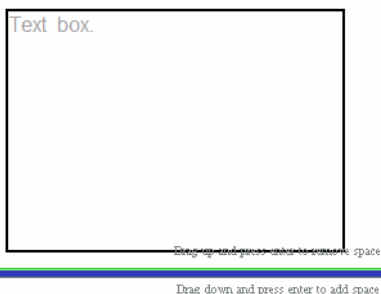 Text box.
Drag up and press enter to remove space
Drag down and press enter to add space